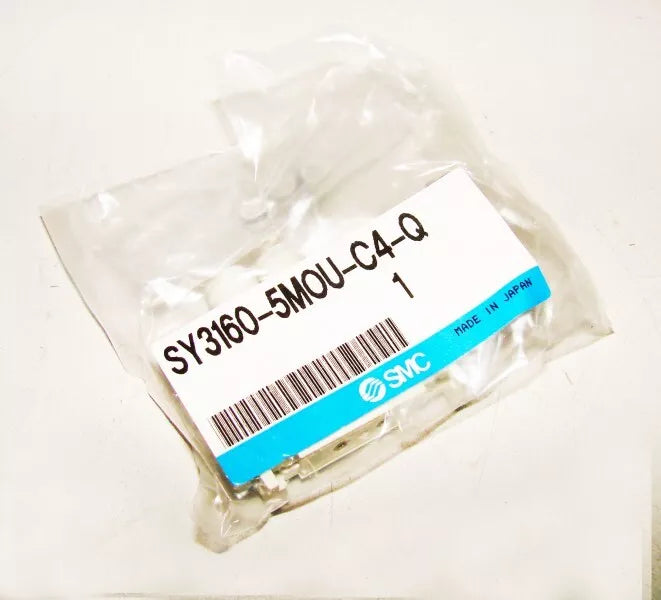 SY3160-5MOU-C4-Q
1
SMC
MADE IN JAPAN